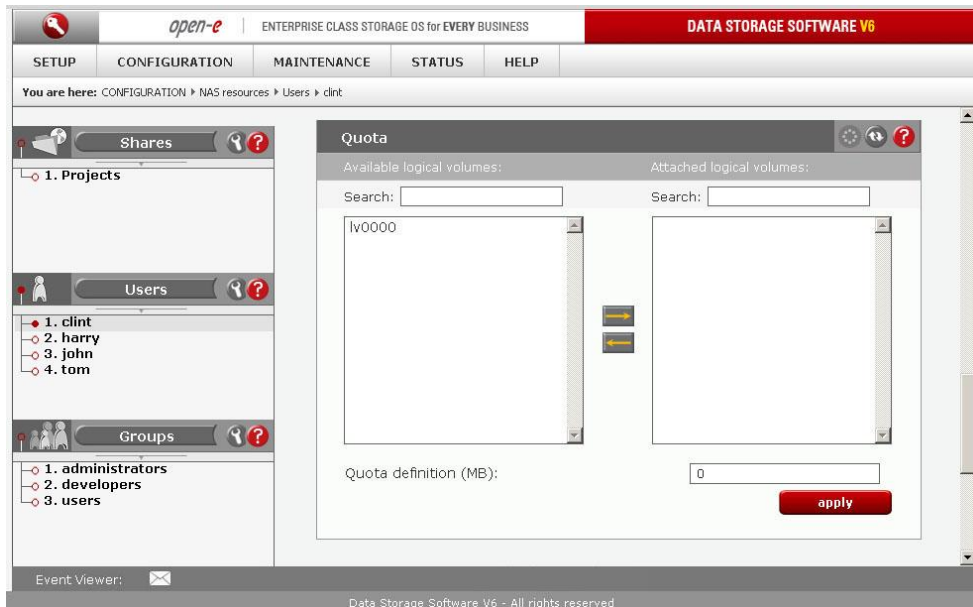 open-e ENTERPRISE CLASS STORAGE OS for EVERY BUSINESS DATA STORAGE SOFTWARE V6
SETUP CONFIGURATION MAINTENANCE STATUS HELP
You are here: CONFIGURATION NAS resources Users clint
Shares
1. Projects
Users
1. clint
2. harry
3. john
4. tom
Groups
1. administrators
2. developers
3. users
Quota
Available logical volumes: Attached logical volumes:
Search: Search:
lv0000
Quota definition (MB): 0
apply
Event Viewer:
Data Storage Software V6 - All rights reserved